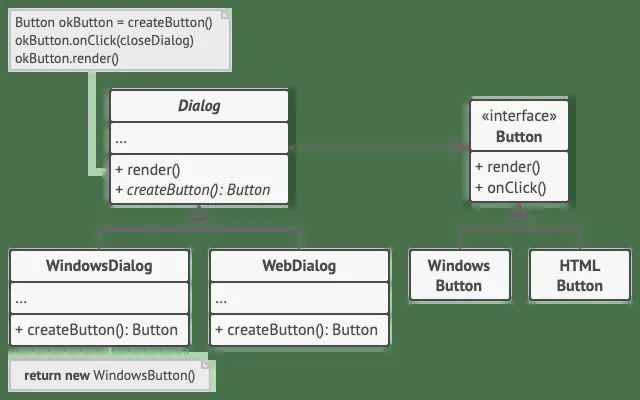 Button okButton = createButton()
okButton.onClick(closeDialog)
okButton.render()
Dialog
...
+ render()
+ createButton(): Button
«interface»
Button
+ render()
+ onClick()
WindowsDialog
...
+ createButton(): Button
WebDialog
...
+ createButton(): Button
Windows
Button
HTML
Button
return new WindowsButton()